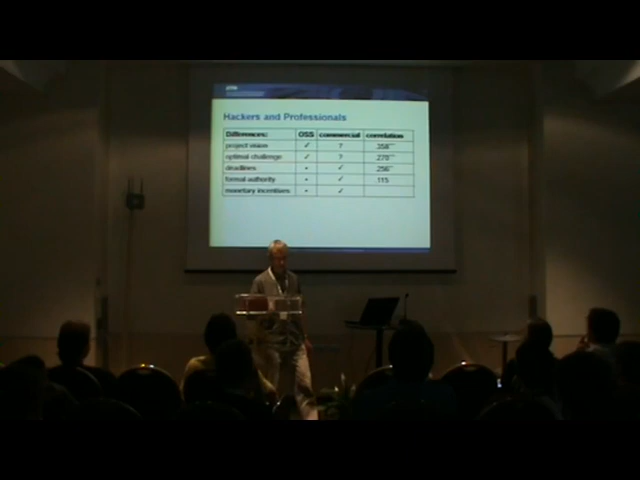 Hackers and Professionals
Differences: OSS commercial correlation
project vision ✓ ? .358**
optimal challenge ✓ ? .270**
deadlines - ✓ .256**
formal authority - ✓ .115
monetary incentives - ✓